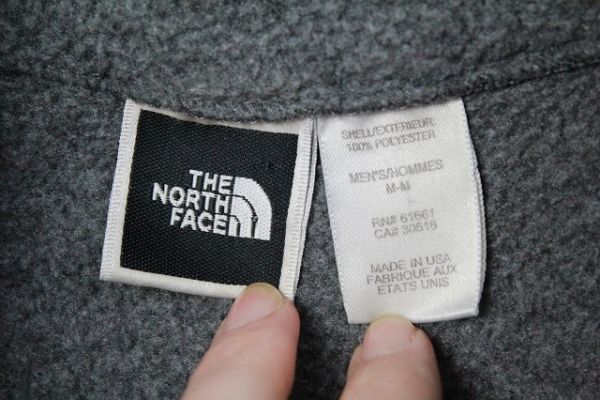 THE
NORTH
FACE
SHELL/EXTERIEUR:
100% POLYESTER
MEN'S/HOMMES
M-M
RN# 61661
CA# 30516
MADE IN USA
FABRIQUE AUX
ETATS UNIS